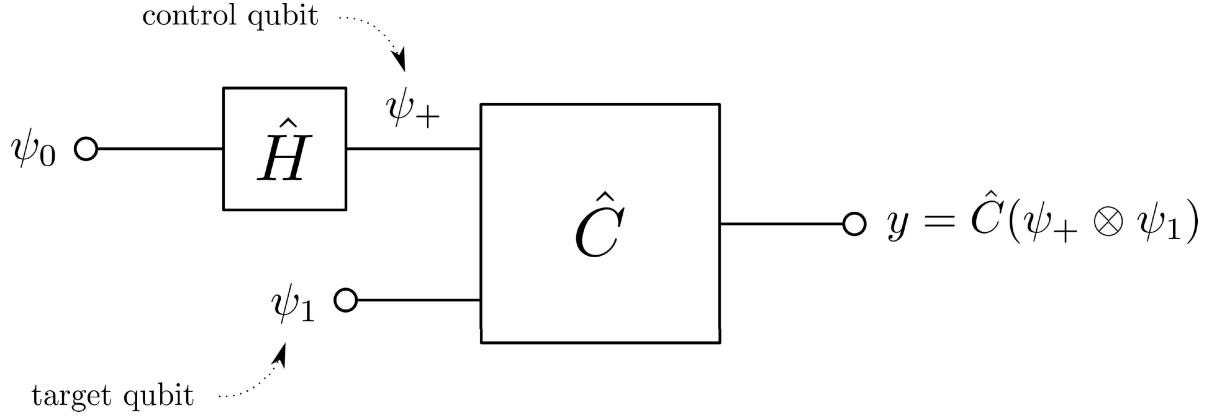 control qubit
ψ₊
ψ₀
Ĥ
Ĉ
y = Ĉ(ψ₊ ⊗ ψ₁)
ψ₁
target qubit